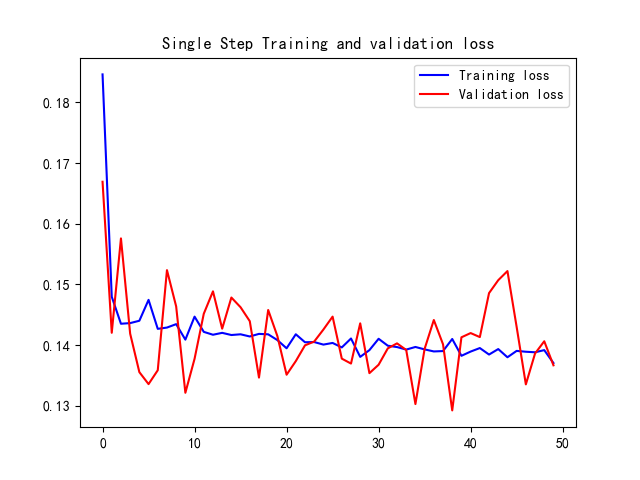 Single Step Training and validation loss
Training loss
Validation loss
0.18
0.17
0.16
0.15
0.14
0.13
0 10 20 30 40 50